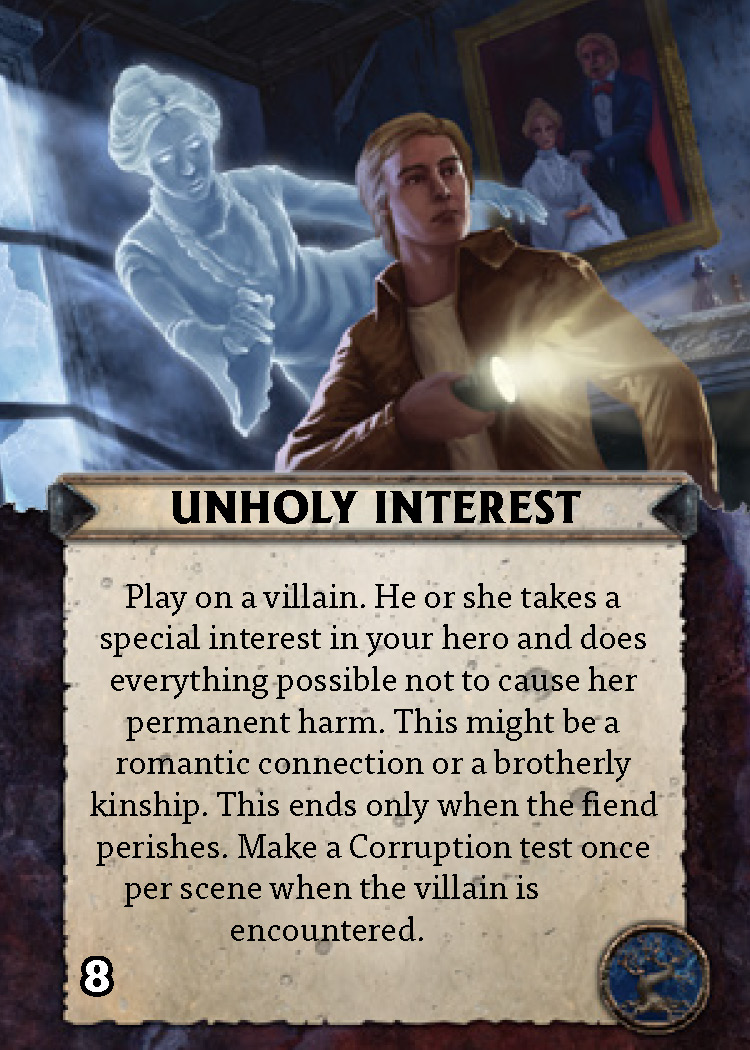 UNHOLY INTEREST
Play on a villain. He or she takes a
special interest in your hero and does
everything possible not to cause her
permanent harm. This might be a
romantic connection or a brotherly
kinship. This ends only when the fiend
perishes. Make a Corruption test once
per scene when the villain is
encountered.
8